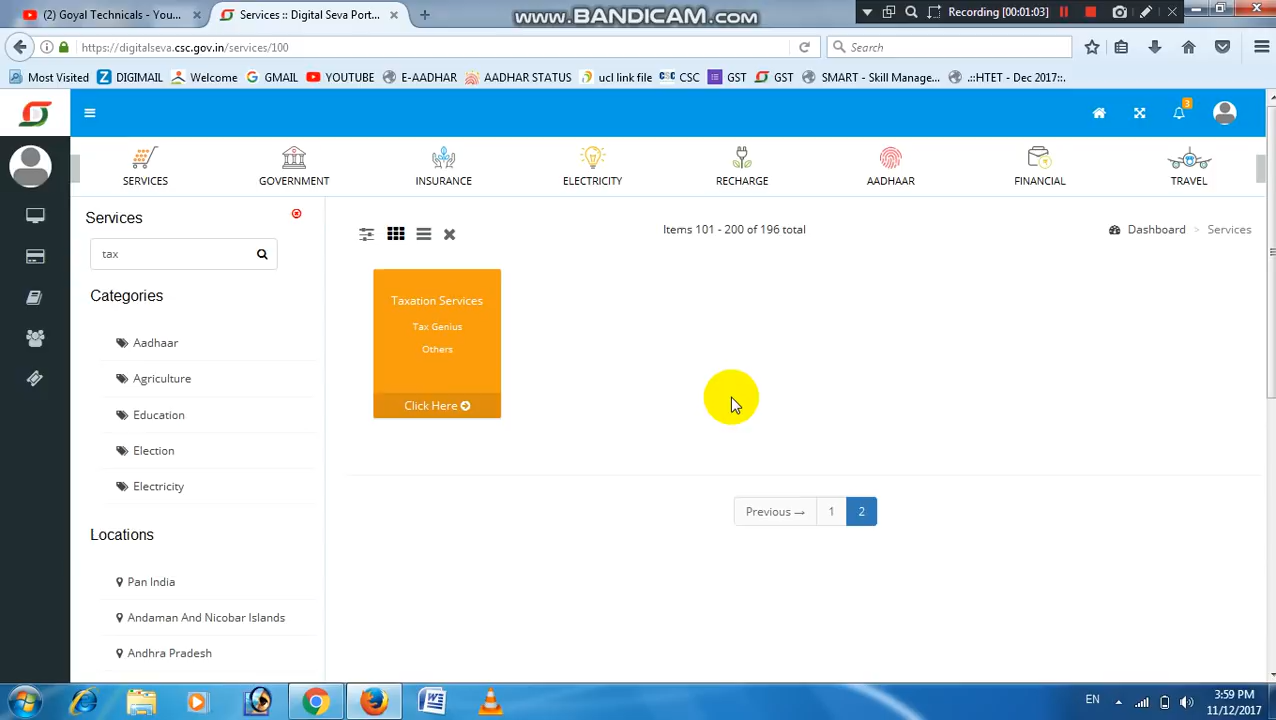 (2) Goyal Technicals - You...
Services :: Digital Seva Port...
www.BANDICAM.com
Recording [00:01:03]
https://digitalseva.csc.gov.in/services/100
Search
Most Visited
DIGIMAIL
Welcome
GMAIL
YOUTUBE
E-AADHAR
AADHAR STATUS
ucl link file
CSC
GST
GST
SMART - Skill Manage...
.::HTET - Dec 2017::.
3
SERVICES
GOVERNMENT
INSURANCE
ELECTRICITY
RECHARGE
AADHAAR
FINANCIAL
TRAVEL
Services
tax
Categories
Aadhaar
Agriculture
Education
Election
Electricity
Locations
Pan India
Andaman And Nicobar Islands
Andhra Pradesh
Items 101 - 200 of 196 total
Dashboard > Services
Taxation Services
Tax Genius
Others
Click Here
Previous → 1 2
EN
3:59 PM
11/12/2017